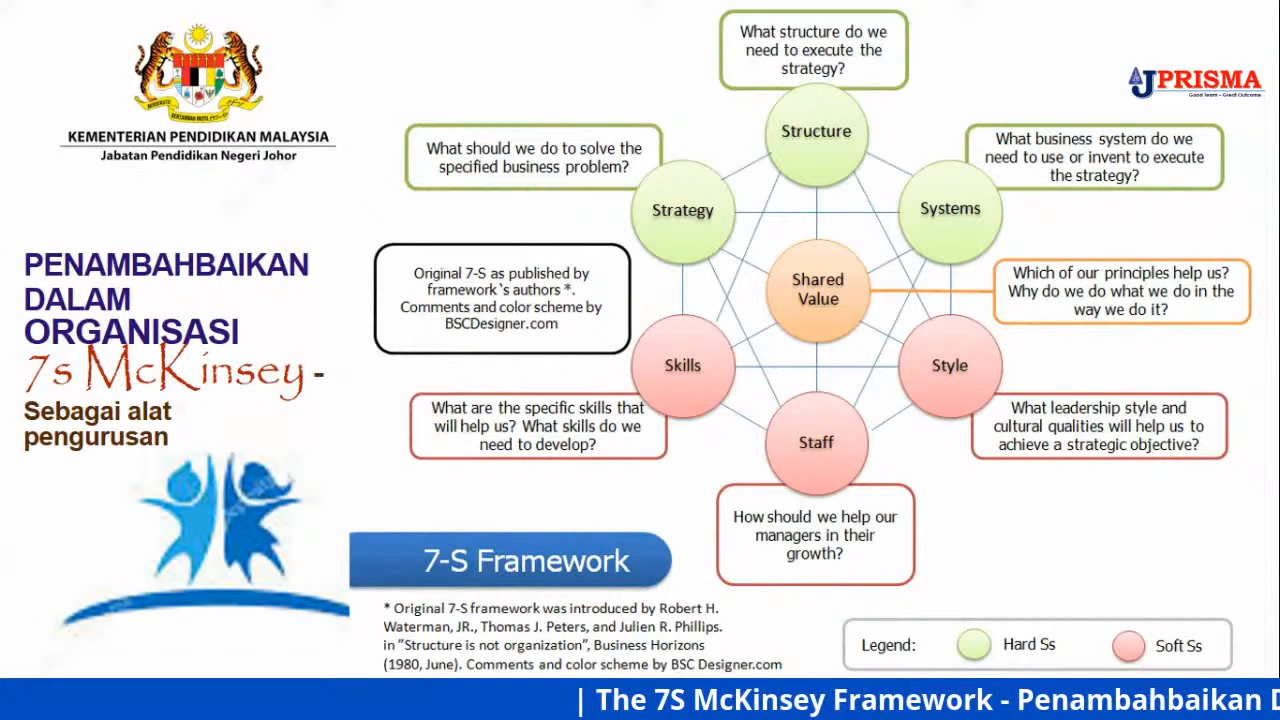 KEMENTERIAN PENDIDIKAN MALAYSIA
Jabatan Pendidikan Negeri Johor
JPRISMA
Good Team - Great Outcome
PENAMBAHBAIKAN
DALAM
ORGANISASI
7s McKinsey -
Sebagai alat
pengurusan
What structure do we
need to execute the
strategy?
Structure
What should we do to solve the
specified business problem?
Strategy
What business system do we
need to use or invent to execute
the strategy?
Systems
Original 7-S as published by
framework`s authors *.
Comments and color scheme by
BSCDesigner.com
Shared
Value
Which of our principles help us?
Why do we do what we do in the
way we do it?
Skills
Style
What are the specific skills that
will help us? What skills do we
need to develop?
Staff
What leadership style and
cultural qualities will help us to
achieve a strategic objective?
How should we help our
managers in their
growth?
7-S Framework
* Original 7-S framework was introduced by Robert H.
Waterman, JR., Thomas J. Peters, and Julien R. Phillips.
in "Structure is not organization", Business Horizons
(1980, June). Comments and color scheme by BSC Designer.com
Legend:
Hard Ss
Soft Ss
| The 7S McKinsey Framework - Penambahbaikan D